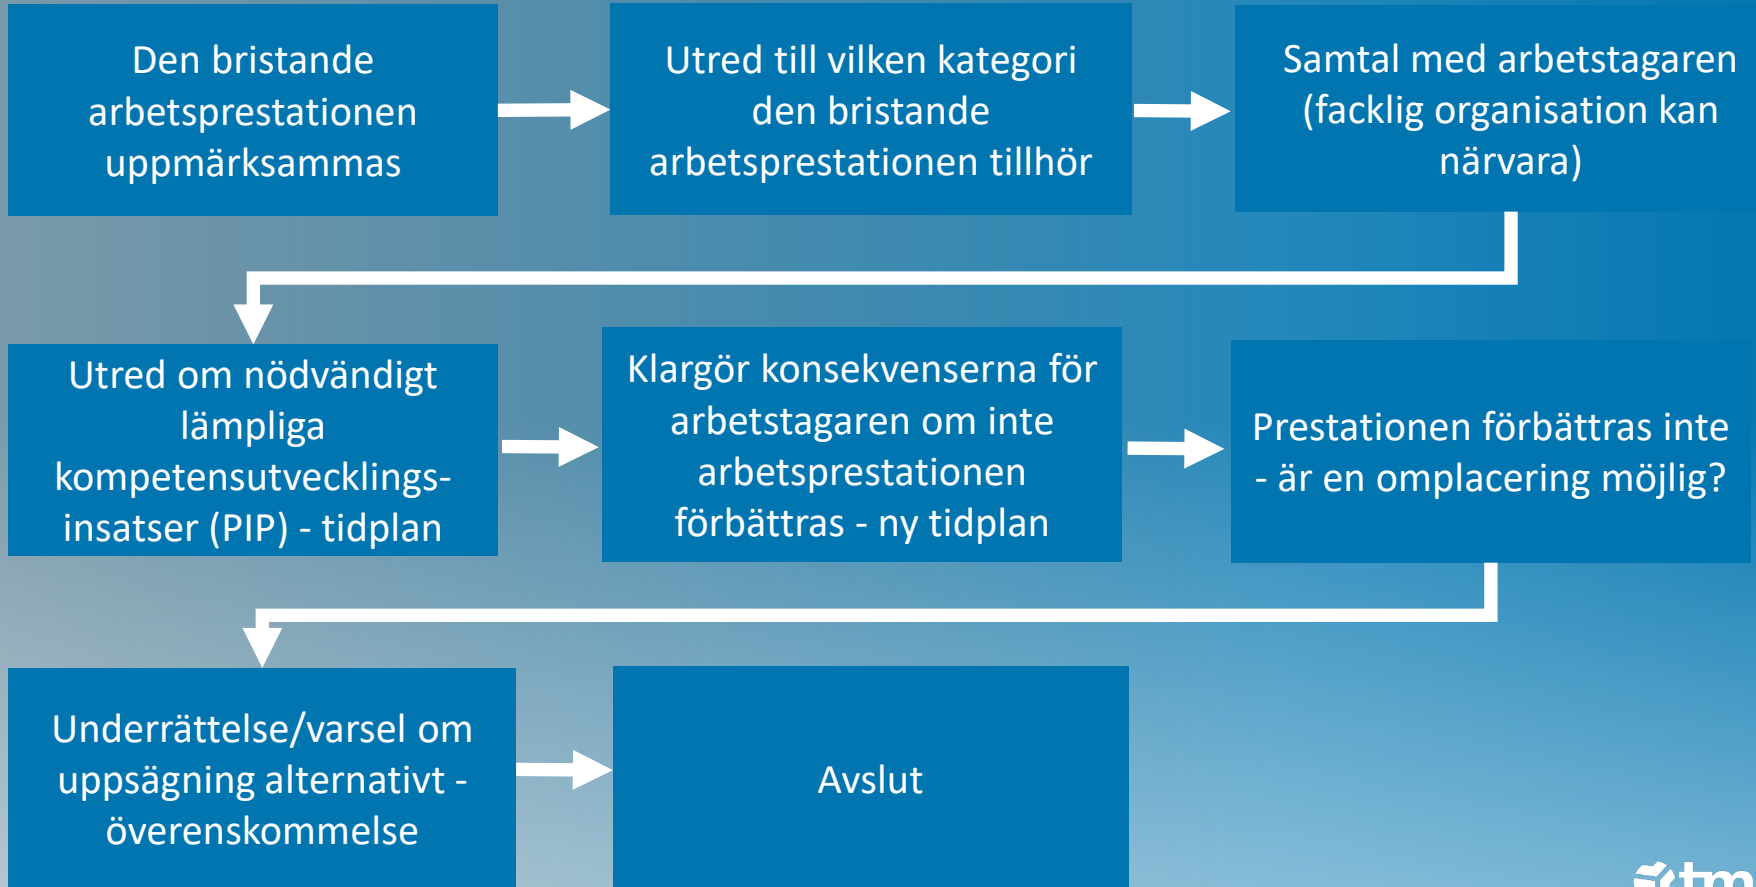 Den bristande
arbetsprestationen
uppmärksammas
Utred till vilken kategori
den bristande
arbetsprestationen tillhör
Samtal med arbetstagaren
(facklig organisation kan
närvara)
Utred om nödvändigt
lämpliga
kompetensutvecklings-
insatser (PIP) - tidplan
Klargör konsekvenserna för
arbetstagaren om inte
arbetsprestationen
förbättras - ny tidplan
Prestationen förbättras inte
- är en omplacering möjlig?
Underrättelse/varsel om
uppsägning alternativt -
överenskommelse
Avslut